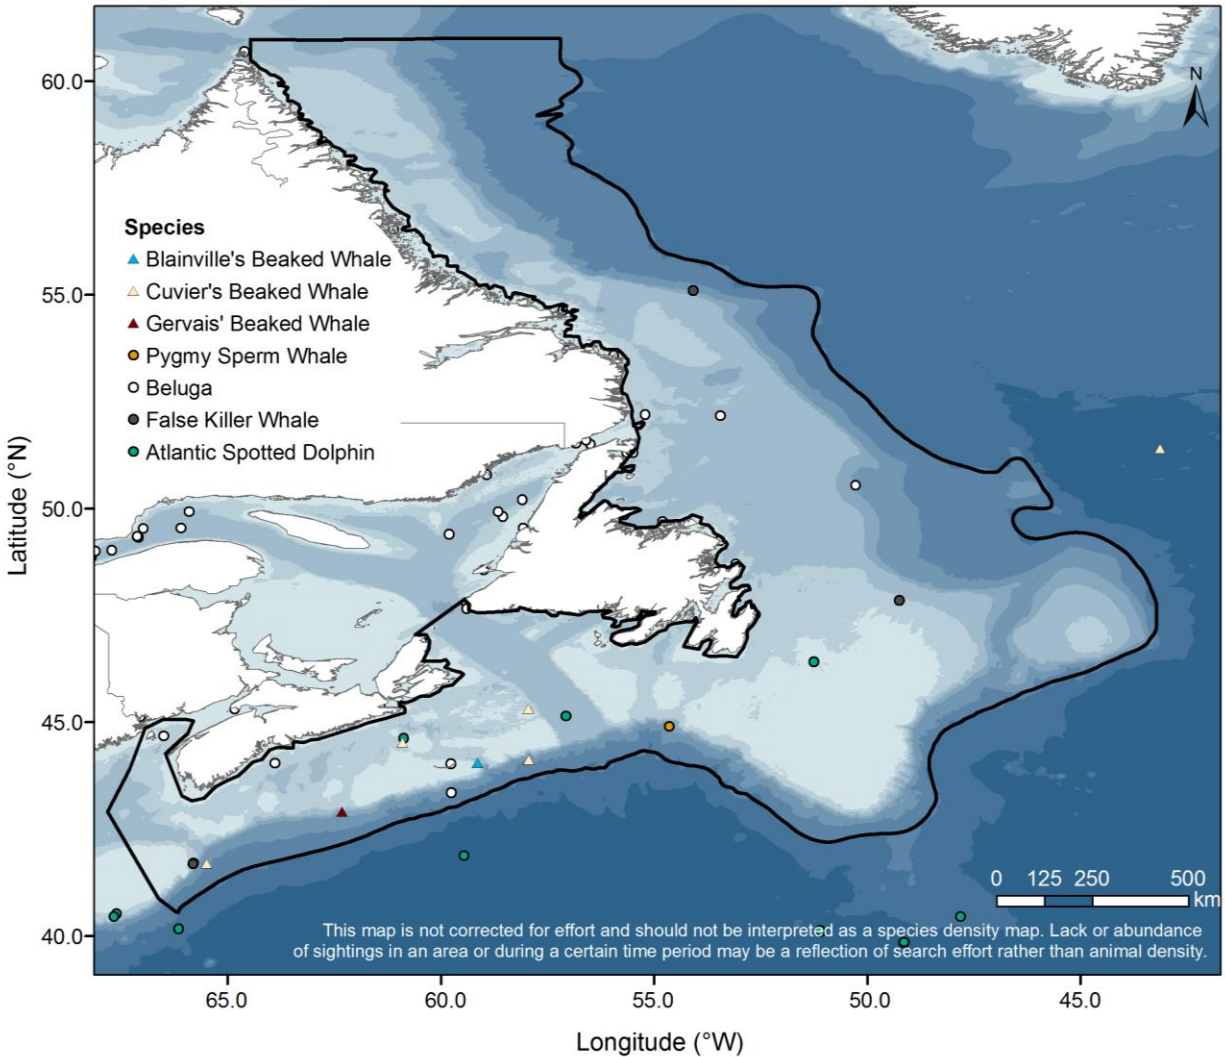 60.0
55.0
50.0
45.0
40.0
Latitude (°N)
N
Species
Blainville's Beaked Whale
Cuvier's Beaked Whale
Gervais' Beaked Whale
Pygmy Sperm Whale
Beluga
False Killer Whale
Atlantic Spotted Dolphin
0 125 250 500
km
This map is not corrected for effort and should not be interpreted as a species density map. Lack or abundance
of sightings in an area or during a certain time period may be a reflection of search effort rather than animal density.
65.0 60.0 55.0 50.0 45.0
Longitude (°W)